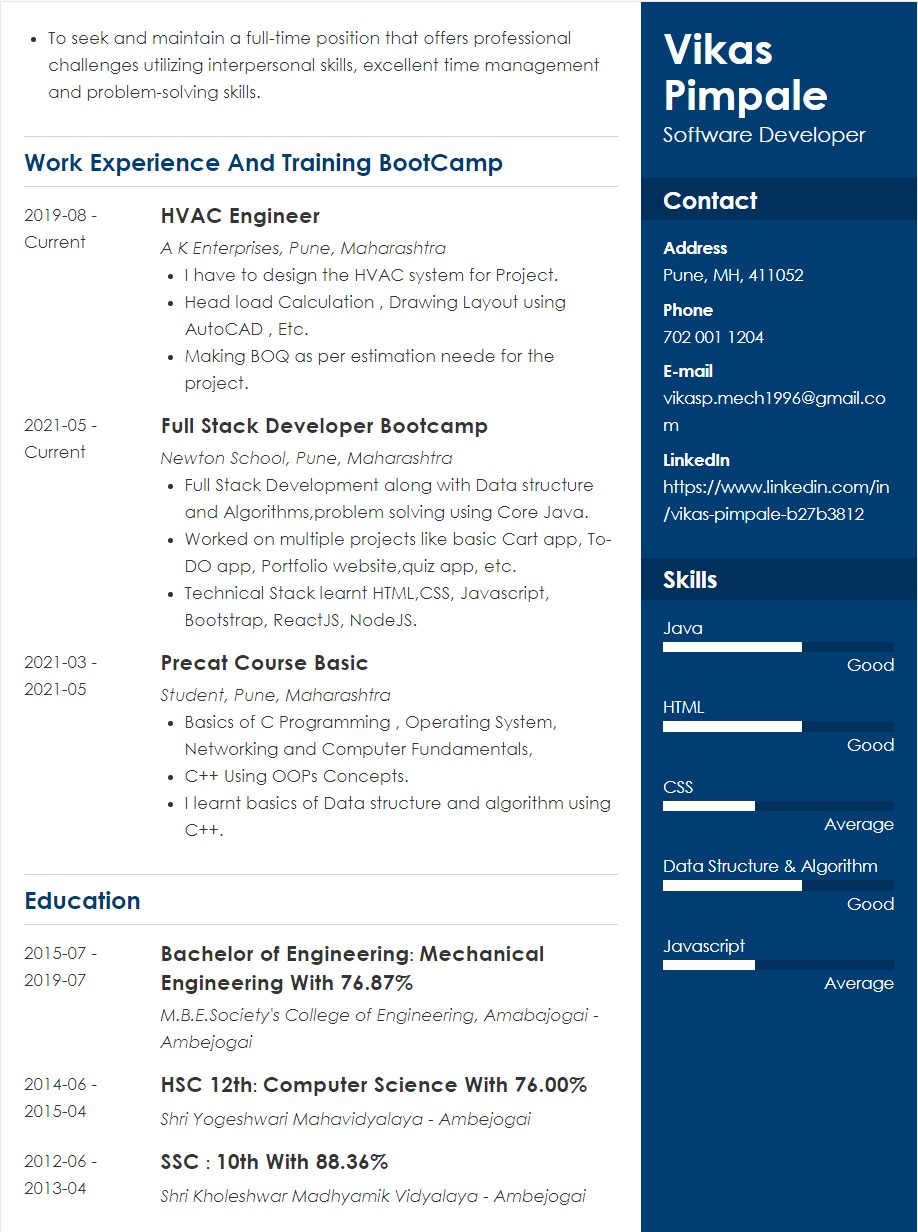 To seek and maintain a full-time position that offers professional
challenges utilizing interpersonal skills, excellent time management
and problem-solving skills.
Work Experience And Training BootCamp
2019-08 -
Current
HVAC Engineer
A K Enterprises, Pune, Maharashtra
I have to design the HVAC system for Project.
Head load Calculation , Drawing Layout using
AutoCAD , Etc.
Making BOQ as per estimation neede for the
project.
2021-05 -
Current
Full Stack Developer Bootcamp
Newton School, Pune, Maharashtra
Full Stack Development along with Data structure
and Algorithms,problem solving using Core Java.
Worked on multiple projects like basic Cart app, To-
DO app, Portfolio website,quiz app, etc.
Technical Stack learnt HTML,CSS, Javascript,
Bootstrap, ReactJS, NodeJS.
2021-03 -
2021-05
Precat Course Basic
Student, Pune, Maharashtra
Basics of C Programming , Operating System,
Networking and Computer Fundamentals,
C++ Using OOPs Concepts.
I learnt basics of Data structure and algorithm using
C++.
Education
2015-07 -
2019-07
Bachelor of Engineering: Mechanical
Engineering With 76.87%
M.B.E.Society's College of Engineering, Amabajogai -
Ambejogai
2014-06 -
2015-04
HSC 12th: Computer Science With 76.00%
Shri Yogeshwari Mahavidyalaya - Ambejogai
2012-06 -
2013-04
SSC : 10th With 88.36%
Shri Kholeshwar Madhyamik Vidyalaya - Ambejogai
Vikas
Pimpale
Software Developer
Contact
Address
Pune, MH, 411052
Phone
702 001 1204
E-mail
vikasp.mech1996@gmail.co
m
LinkedIn
https://www.linkedin.com/in
/vikas-pimpale-b27b3812
Skills
Java
Good
HTML
Good
CSS
Average
Data Structure & Algorithm
Good
Javascript
Average